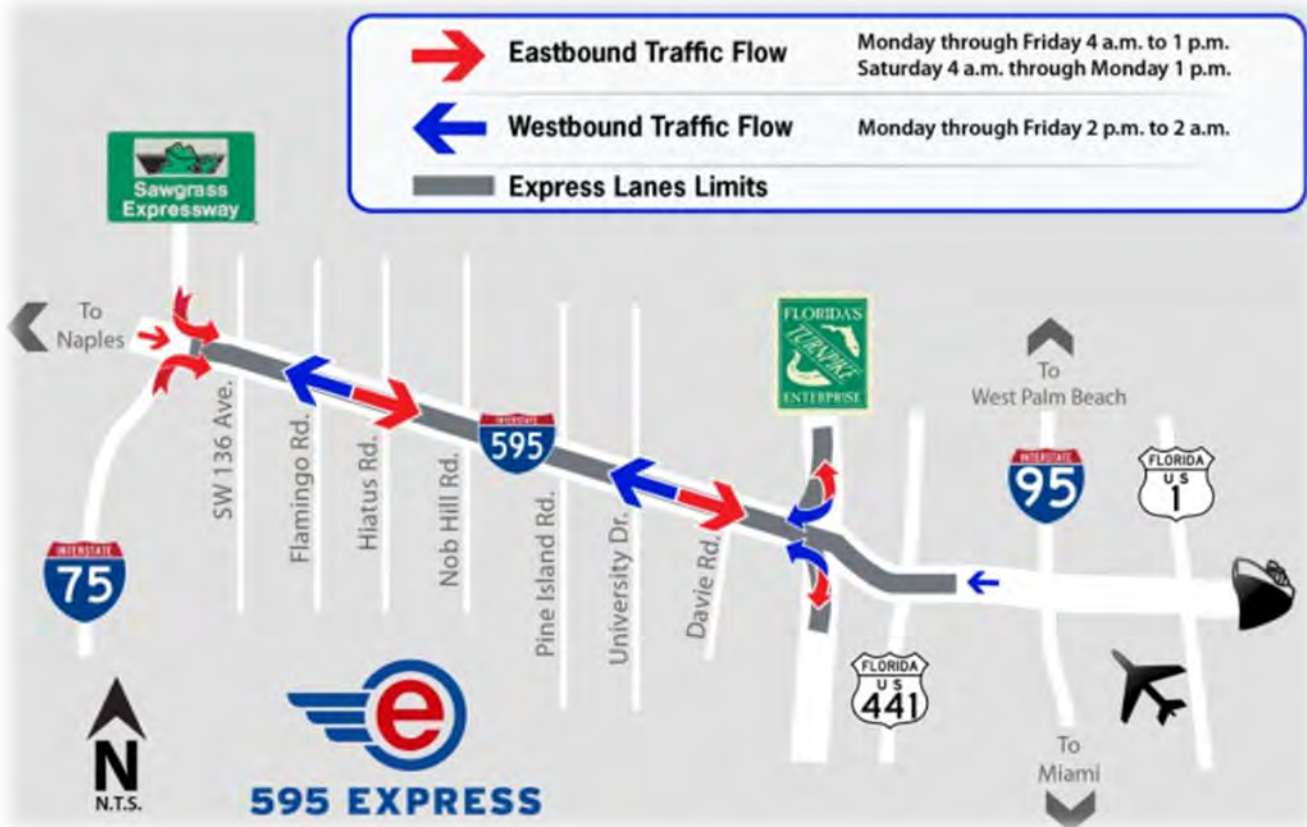 Eastbound Traffic Flow
Monday through Friday 4 a.m. to 1 p.m.
Saturday 4 a.m. through Monday 1 p.m.
Westbound Traffic Flow
Monday through Friday 2 p.m. to 2 a.m.
Express Lanes Limits
Sawgrass
Expressway
To
Naples
FLORIDA'S
TURNPIKE
ENTERPRISE
To
West Palm Beach
SW 136 Ave.
Flamingo Rd.
Hiatus Rd.
Nob Hill Rd.
INTERSTATE
595
Pine Island Rd.
University Dr.
Davie Rd.
INTERSTATE
95
FLORIDA
US
1
INTERSTATE
75
FLORIDA
US
441
To
Miami
N
N.T.S.
e
595 EXPRESS